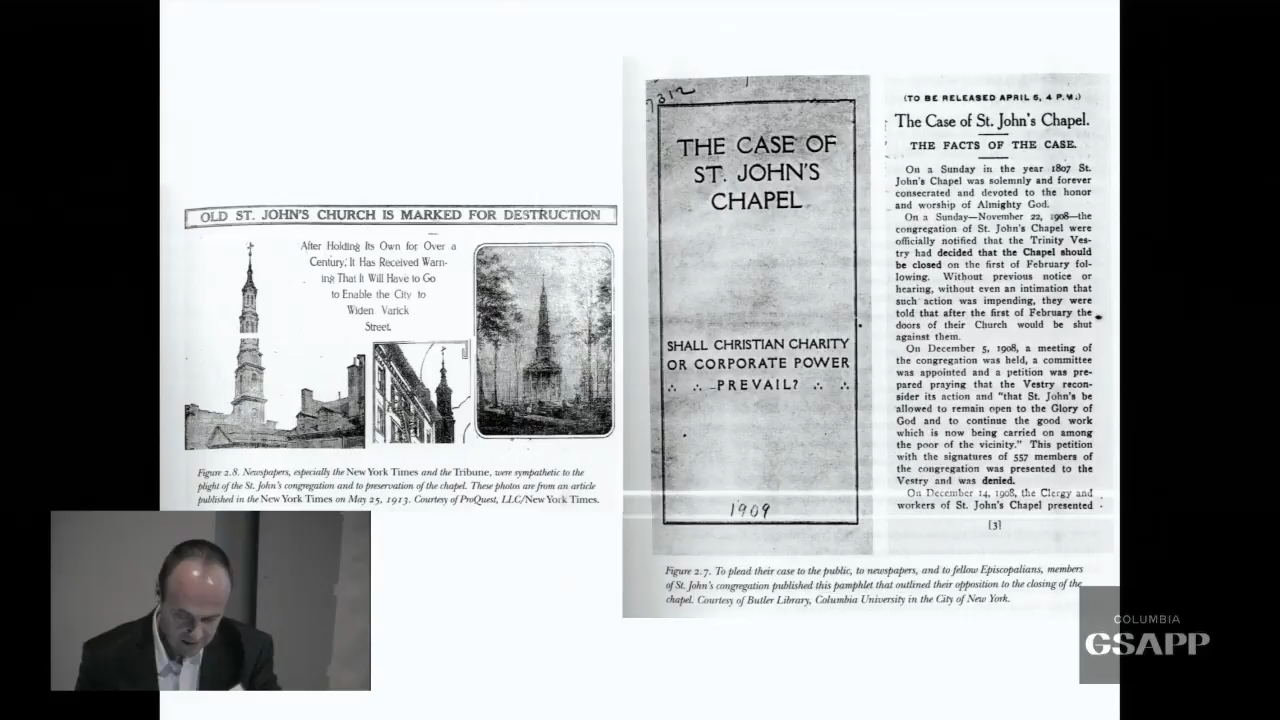 OLD ST. JOHN'S CHURCH IS MARKED FOR DESTRUCTION
After Holding Its Own for Over a
Century, It Has Received Warn-
ing That It Will Have to Go
to Enable the City to
Widen Varick
Street.
Figure 2.8. Newspapers, especially the New York Times and the Tribune, were sympathetic to the
plight of the St. John's congregation and to preservation of the chapel. These photos are from an article
published in the New York Times on May 25, 1913. Courtesy of ProQuest, LLC/New York Times.
7312
THE CASE OF
ST. JOHN'S
CHAPEL
SHALL CHRISTIAN CHARITY
OR CORPORATE POWER
PREVAIL?
1909
(TO BE RELEASED APRIL 5, 4 P.M.)
The Case of St. John's Chapel.
THE FACTS OF THE CASE.
On a Sunday in the year 1807 St.
John's Chapel was solemnly and forever
consecrated and devoted to the honor
and worship of Almighty God.
On a Sunday—November 22, 1908—the
congregation of St. John's Chapel were
officially notified that the Trinity Ves-
try had decided that the Chapel should
be closed on the first of February fol-
lowing. Without previous notice or
hearing, without even an intimation that
such action was impending, they were
told that after the first of February the
doors of their Church would be shut
against them.
On December 5, 1908, a meeting of
the congregation was held, a committee
was appointed and a petition was pre-
pared praying that the Vestry recon-
sider its action and "that St. John's be
allowed to remain open to the Glory of
God and to continue the good work
which is now being carried on among
the poor of the vicinity." This petition
with the signatures of 557 members of
the congregation was presented to the
Vestry and was denied.
On December 14, 1908, the Clergy and
workers of St. John's Chapel presented
[3]
Figure 2.7. To plead their case to the public, to newspapers, and to fellow Episcopalians, members
of St. John's congregation published this pamphlet that outlined their opposition to the closing of the
chapel. Courtesy of Butler Library, Columbia University in the City of New York.
COLUMBIA
GSAPP